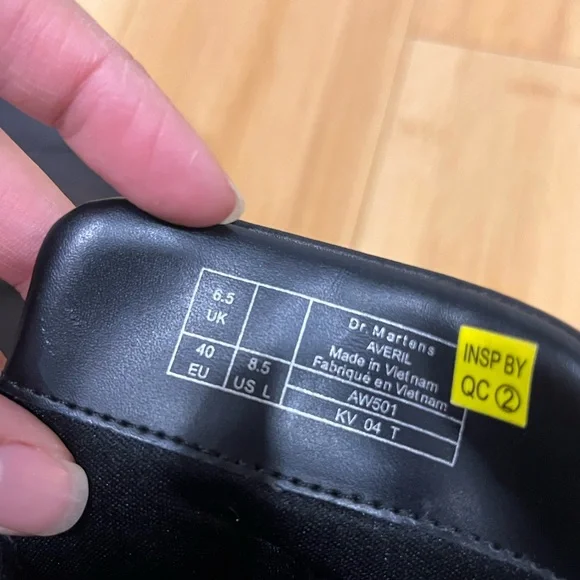 6.5
UK
40
EU
8.5
US L
Dr. Martens
AVERIL
Made in Vietnam
Fabriqué en Vietnam
AW501
KV 04 T
INSP BY
QC 2